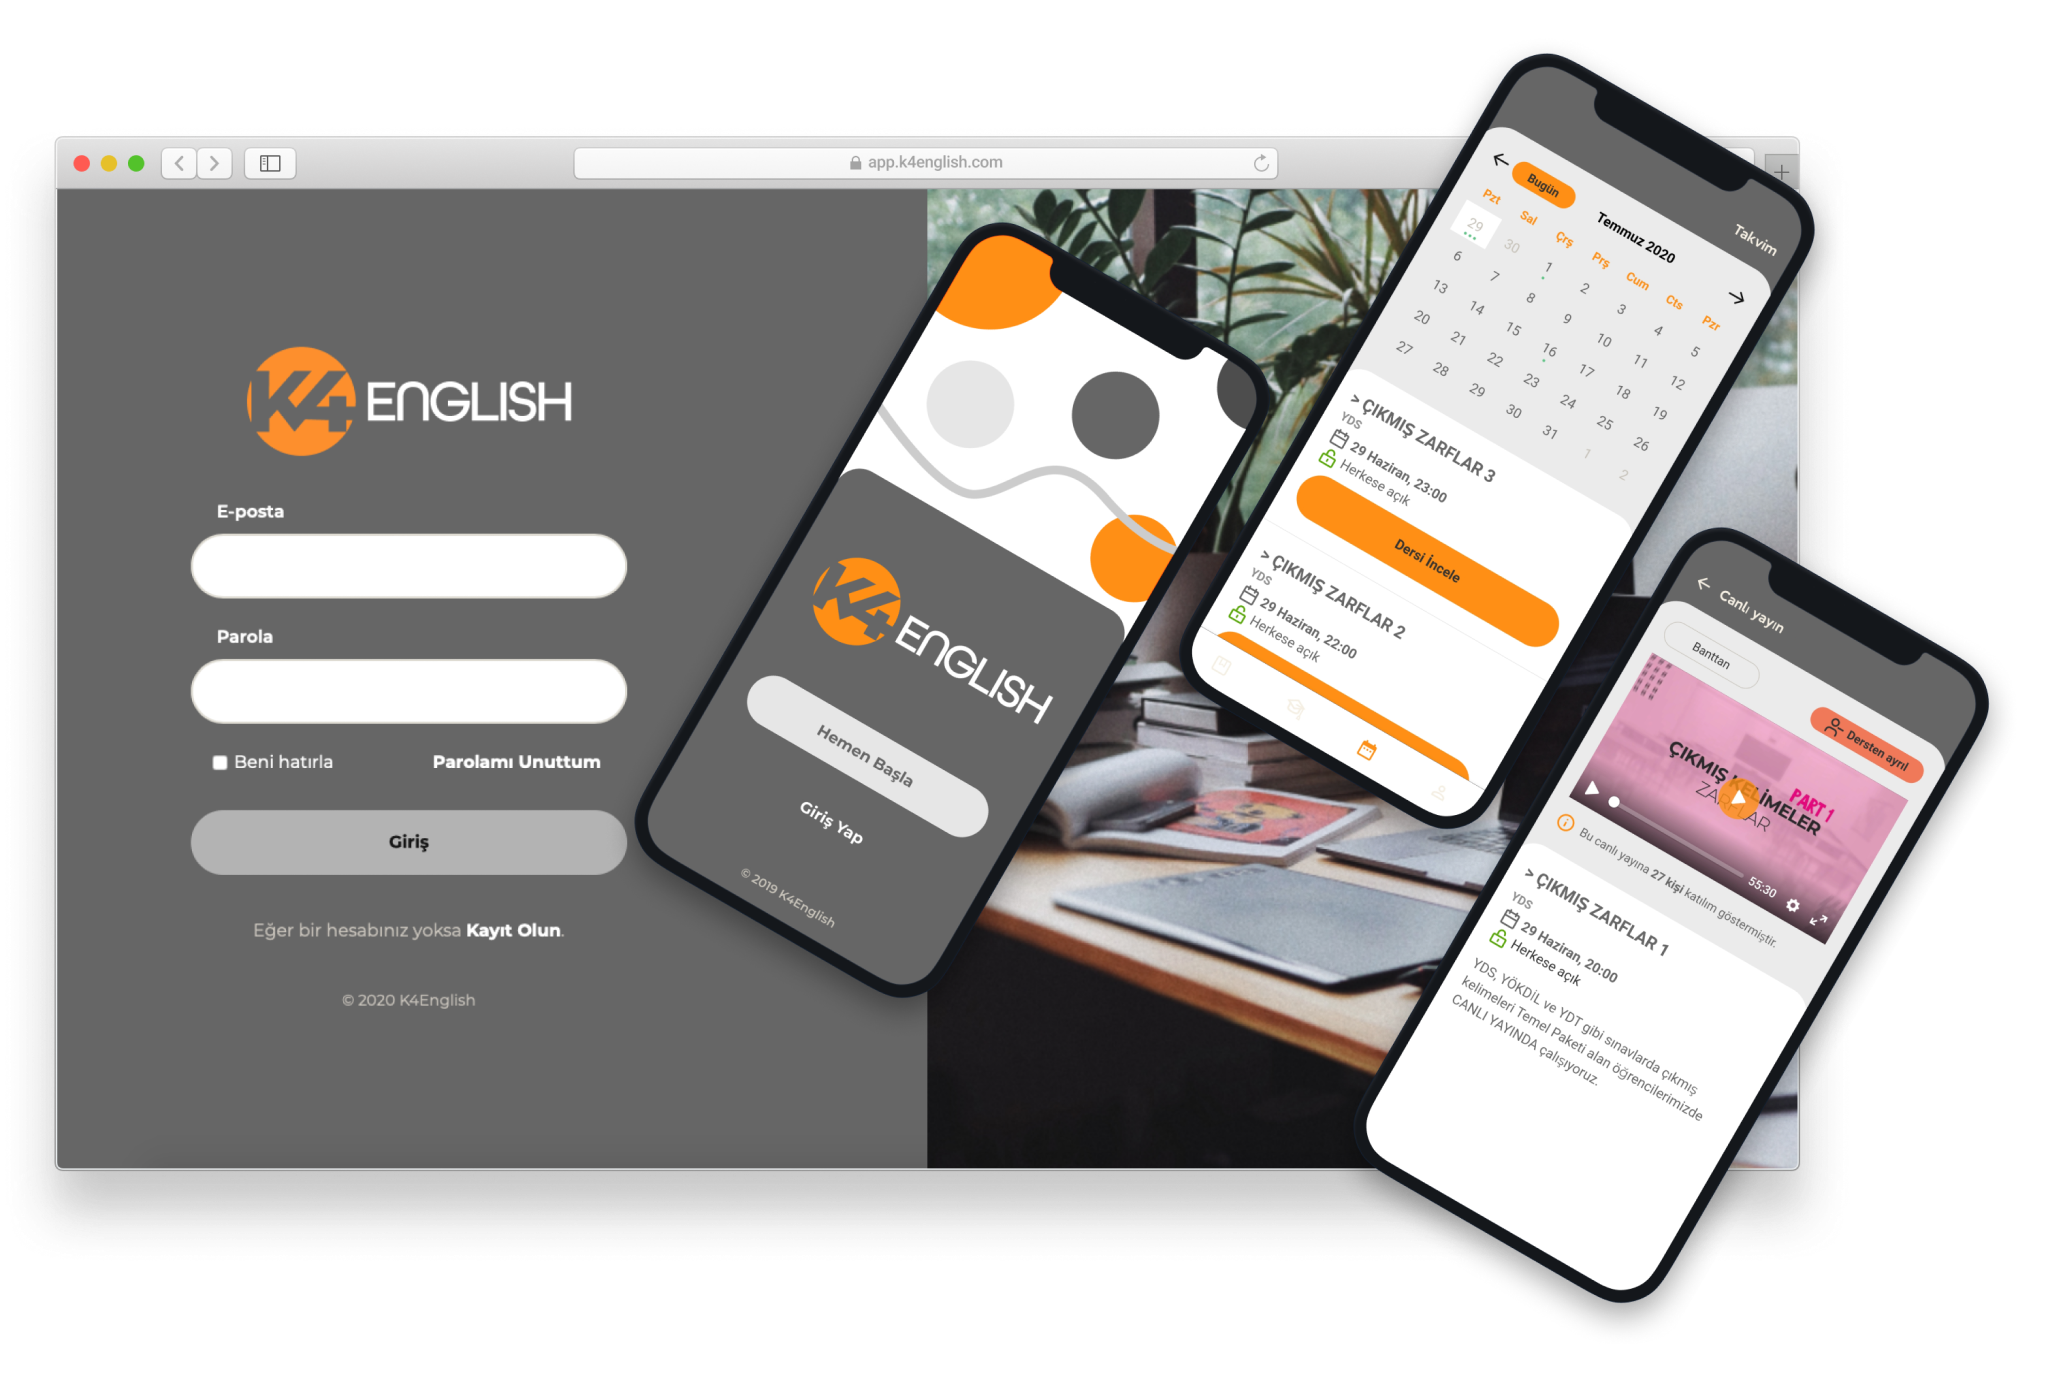 app.k4english.com
K4 ENGLISH
E-posta
Parola
Beni hatırla
Parolamı Unuttum
Giriş
Eğer bir hesabınız yoksa Kayıt Olun.
© 2020 K4English
K4 ENGLISH
Hemen Başla
Giriş Yap
© 2019 K4English
Takvim
Bugün
Temmuz 2020
Pzt Sal Çrş Prş Cum Cts Pzr
29 30 1 2 3 4 5
6 7 8 9 10 11 12
13 14 15 16 17 18 19
20 21 22 23 24 25 26
27 28 29 30 31 1 2
> ÇIKMIŞ ZARFLAR 3
YDS
29 Haziran, 23:00
Herkese açık
Dersi İncele
> ÇIKMIŞ ZARFLAR 2
YDS
29 Haziran, 22:00
Herkese açık
Canlı yayın
Banttan
Dersten ayrıl
ÇIKMIŞ KELİMELER
ZARFLAR
PART 1
55:30
Bu canlı yayına 27 kişi katılım göstermiştir.
> ÇIKMIŞ ZARFLAR 1
YDS
29 Haziran, 20:00
Herkese açık
YDS, YÖKDİL ve YDT gibi sınavlarda çıkmış
kelimeleri Temel Paketi alan öğrencilerimizde
CANLI YAYINDA çalışıyoruz.